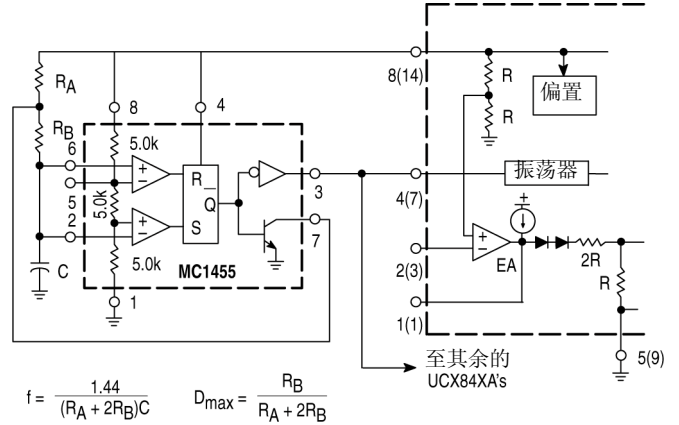 R_A
8(14)
R
偏置
R_B
8
4
R
6
5.0k
+
−
R
振荡器
5
5.0k
Q̅
3
4(7)
+
2
+
−
S
7
+
−
EA
2R
R
C
5.0k
MC1455
2(3)
1
1(1)
至其余的
UCX84XA's
5(9)
f = 1.44 / (R_A + 2R_B)C
D_max = R_B / R_A + 2R_B